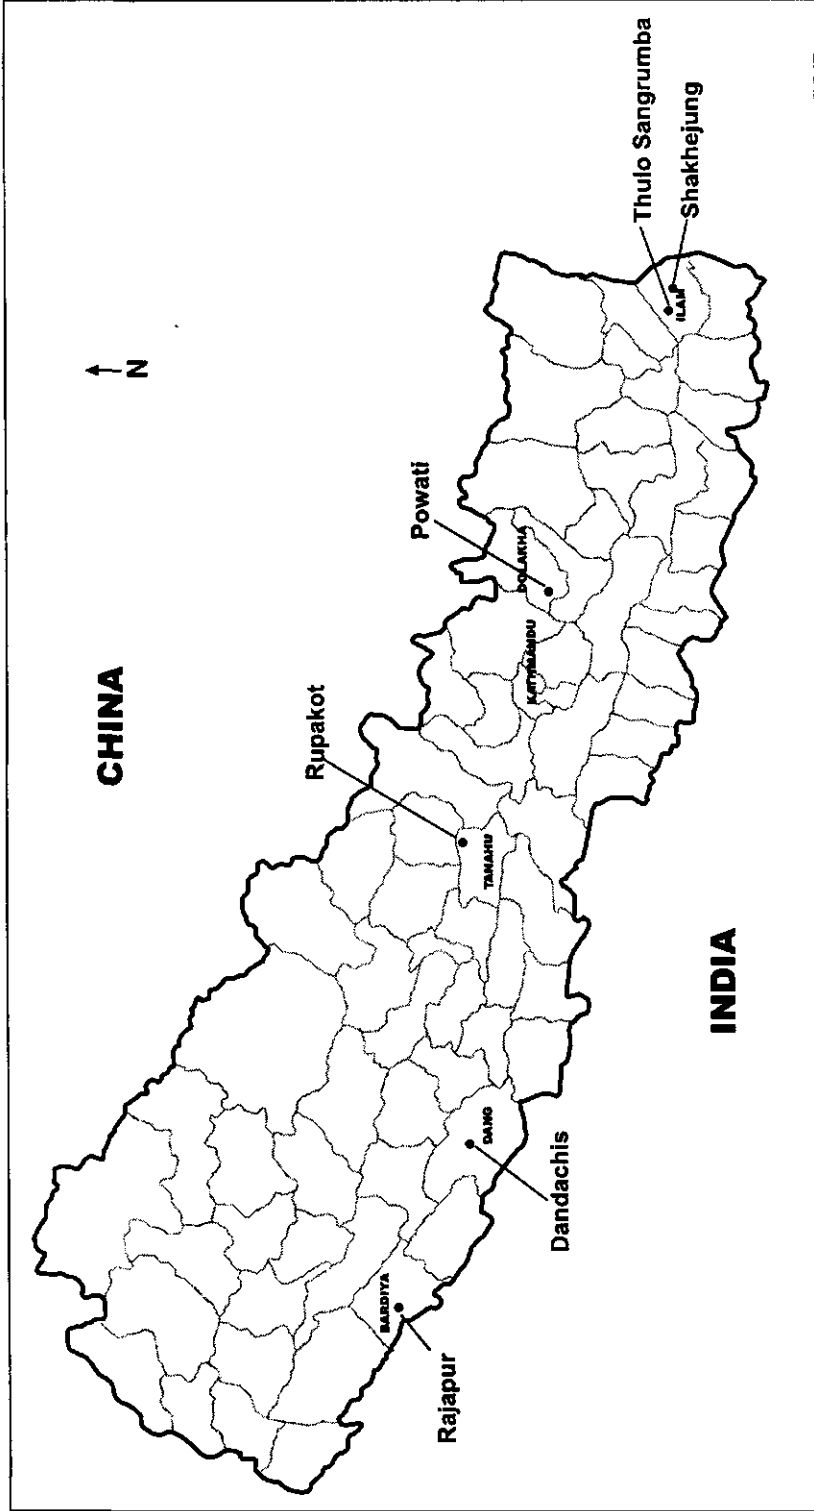 CHINA
N
Thulo Sangrumba
Shakhejung
Powati
Rupakot
ILAM
DOLAKHA
KATHMANDU
TANAHU
DANG
BARDIYA
Dandachis
Rajapur
INDIA